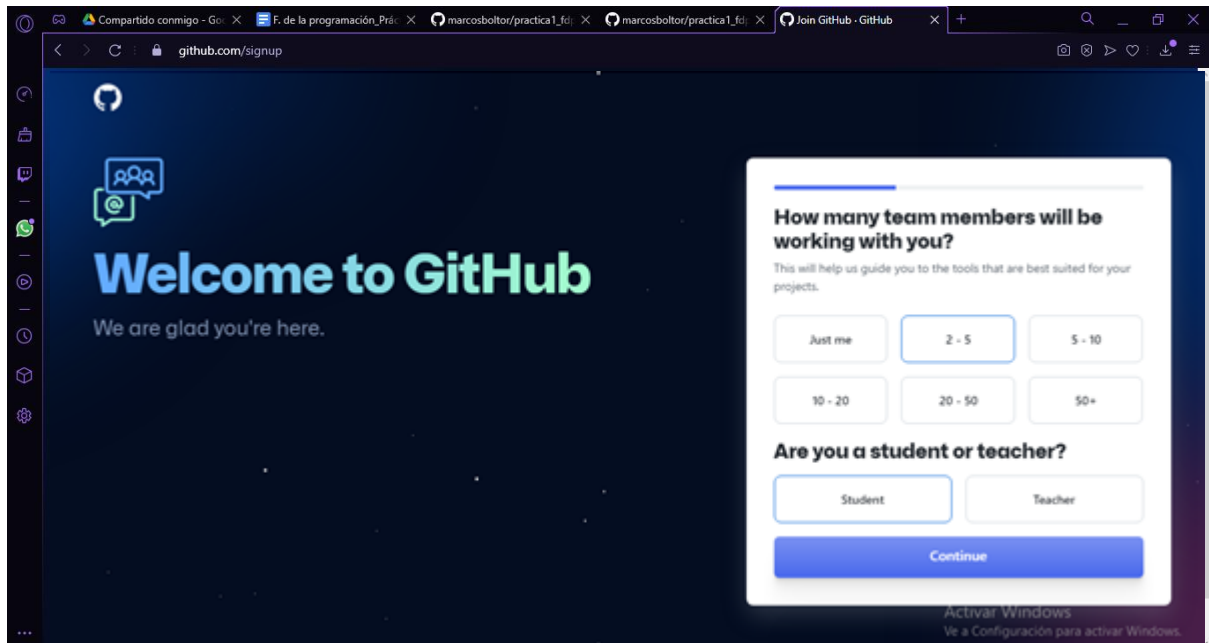 Compartido conmigo - Goo
F. de la programación_Prác
marcosboltor/practica1_fdp
marcosboltor/practica1_fdp
Join GitHub · GitHub
github.com/signup
Welcome to GitHub
We are glad you're here.
How many team members will be
working with you?
This will help us guide you to the tools that are best suited for your
projects.
Just me 2 - 5 5 - 10
10 - 20 20 - 50 50+
Are you a student or teacher?
Student Teacher
Continue
Activar Windows
Ve a Configuración para activar Windows.